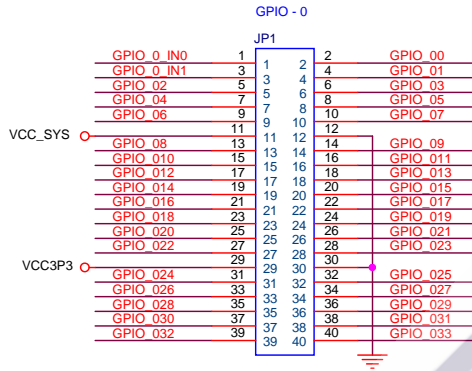 GPIO - 0
JP1
GPIO_0_IN0 1 1 2 2 GPIO_00
GPIO_0_IN1 3 3 4 4 GPIO_01
GPIO_02 5 5 6 6 GPIO_03
GPIO_04 7 7 8 8 GPIO_05
GPIO_06 9 9 10 10 GPIO_07
VCC_SYS 11 11 12 12
GPIO_08 13 13 14 14 GPIO_09
GPIO_010 15 15 16 16 GPIO_011
GPIO_012 17 17 18 18 GPIO_013
GPIO_014 19 19 20 20 GPIO_015
GPIO_016 21 21 22 22 GPIO_017
GPIO_018 23 23 24 24 GPIO_019
GPIO_020 25 25 26 26 GPIO_021
GPIO_022 27 27 28 28 GPIO_023
VCC3P3 29 29 30 30
GPIO_024 31 31 32 32 GPIO_025
GPIO_026 33 33 34 34 GPIO_027
GPIO_028 35 35 36 36 GPIO_029
GPIO_030 37 37 38 38 GPIO_031
GPIO_032 39 39 40 40 GPIO_033